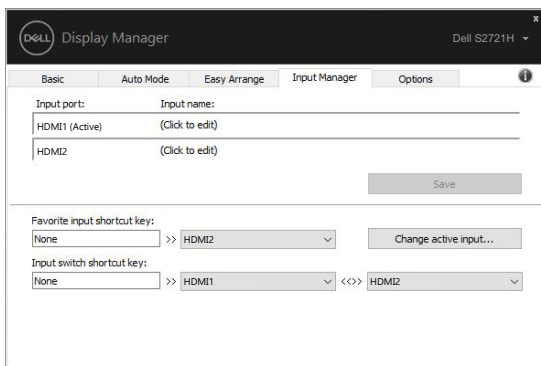 x
DELL Display Manager Dell S2721H
Basic Auto Mode Easy Arrange Input Manager Options i
Input port: Input name:
HDMI1 (Active) (Click to edit)
HDMI2 (Click to edit)
Save
Favorite input shortcut key:
None >> HDMI2 Change active input...
Input switch shortcut key:
None >> HDMI1 <<>> HDMI2